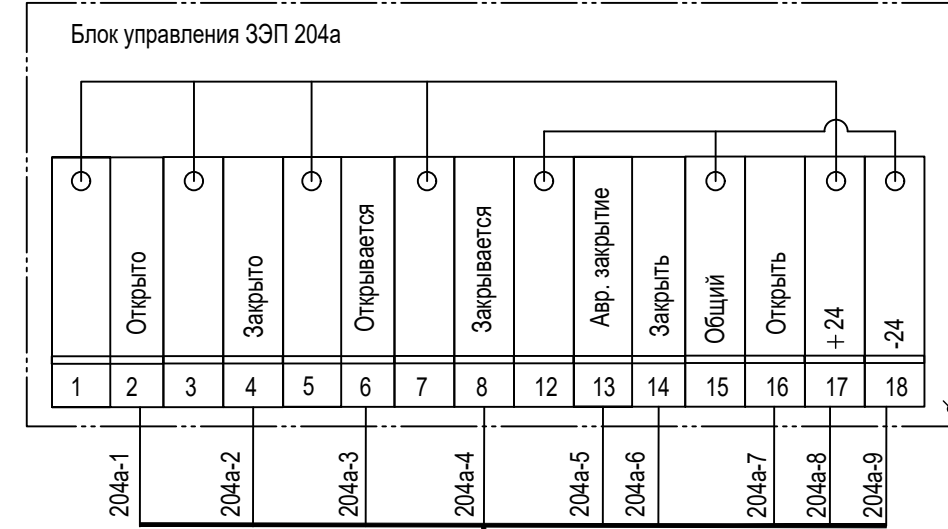 Блок управления ЗЭП 204а
Открыто
Закрыто
Открывается
Закрывается
Авр. закрытие
Закрыть
Общий
Открыть
+24
-24
1 2 3 4 5 6 7 8 12 13 14 15 16 17 18
204а-1
204а-2
204а-3
204а-4
204а-5
204а-6
204а-7
204а-8
204а-9